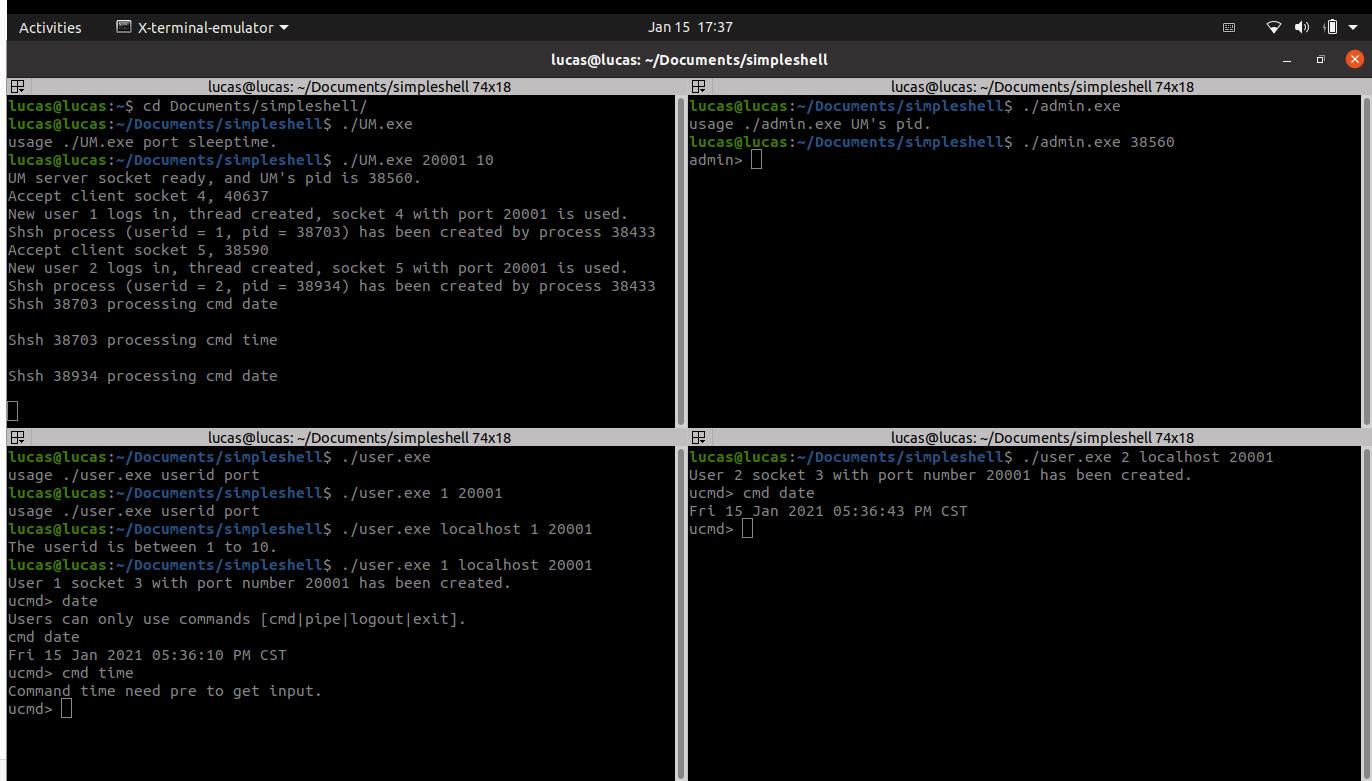 Activities X-terminal-emulator Jan 15 17:37
lucas@lucas: ~/Documents/simpleshell
lucas@lucas: ~/Documents/simpleshell 74x18
lucas@lucas:~$ cd Documents/simpleshell/
lucas@lucas:~/Documents/simpleshell$ ./UM.exe
usage ./UM.exe port sleeptime.
lucas@lucas:~/Documents/simpleshell$ ./UM.exe 20001 10
UM server socket ready, and UM's pid is 38560.
Accept client socket 4, 40637
New user 1 logs in, thread created, socket 4 with port 20001 is used.
Shsh process (userid = 1, pid = 38703) has been created by process 38433
Accept client socket 5, 38590
New user 2 logs in, thread created, socket 5 with port 20001 is used.
Shsh process (userid = 2, pid = 38934) has been created by process 38433
Shsh 38703 processing cmd date
Shsh 38703 processing cmd time
Shsh 38934 processing cmd date
lucas@lucas: ~/Documents/simpleshell 74x18
lucas@lucas:~/Documents/simpleshell$ ./admin.exe
usage ./admin.exe UM's pid.
lucas@lucas:~/Documents/simpleshell$ ./admin.exe 38560
admin>
lucas@lucas: ~/Documents/simpleshell 74x18
lucas@lucas:~/Documents/simpleshell$ ./user.exe
usage ./user.exe userid port
lucas@lucas:~/Documents/simpleshell$ ./user.exe 1 20001
usage ./user.exe userid port
lucas@lucas:~/Documents/simpleshell$ ./user.exe localhost 1 20001
The userid is between 1 to 10.
lucas@lucas:~/Documents/simpleshell$ ./user.exe 1 localhost 20001
User 1 socket 3 with port number 20001 has been created.
ucmd> date
Users can only use commands [cmd|pipe|logout|exit].
cmd date
Fri 15 Jan 2021 05:36:10 PM CST
ucmd> cmd time
Command time need pre to get input.
ucmd>
lucas@lucas: ~/Documents/simpleshell 74x18
lucas@lucas:~/Documents/simpleshell$ ./user.exe 2 localhost 20001
User 2 socket 3 with port number 20001 has been created.
ucmd> cmd date
Fri 15 Jan 2021 05:36:43 PM CST
ucmd>